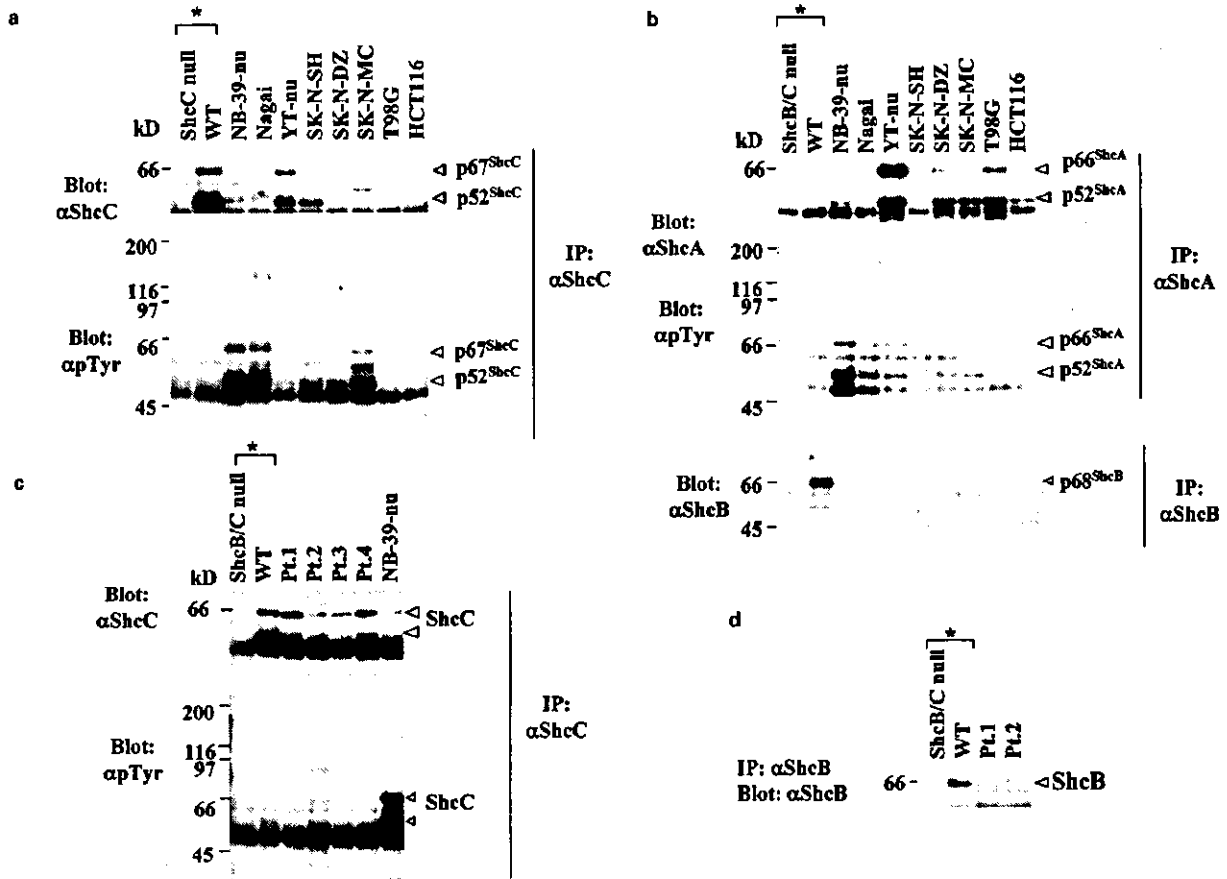 a
*
ShcC null
WT
NB-39-nu
Nagai
YT-nu
SK-N-SH
SK-N-DZ
SK-N-MC
T98G
HCT116
kD
66
Blot:
αShcC
p67ShcC
p52ShcC
200
116
97
Blot:
αpTyr
66
45
p67ShcC
p52ShcC
IP:
αShcC
b
*
ShcB/C null
WT
NB-39-nu
Nagai
YT-nu
SK-N-SH
SK-N-DZ
SK-N-MC
T98G
HCT116
kD
66
Blot:
αShcA
p66ShcA
p52ShcA
200
116
97
Blot:
αpTyr
66
45
p66ShcA
p52ShcA
IP:
αShcA
Blot:
αShcB
66
45
p68ShcB
IP:
αShcB
c
*
ShcB/C null
WT
Pt.1
Pt.2
Pt.3
Pt.4
NB-39-nu
kD
Blot:
αShcC
66
ShcC
200
116
97
Blot:
αpTyr
66
45
ShcC
IP:
αShcC
d
*
ShcB/C null
WT
Pt.1
Pt.2
IP: αShcB
Blot: αShcB
66
ShcB